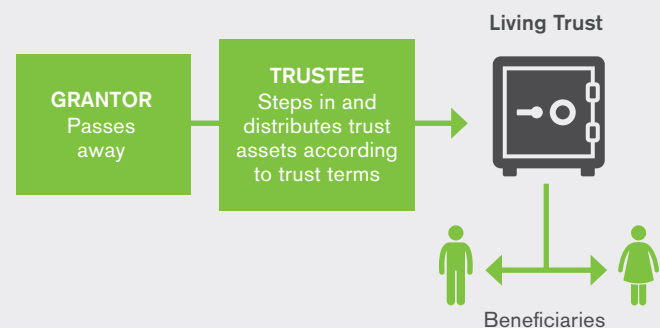 Living Trust
GRANTOR
Passes
away
TRUSTEE
Steps in and
distributes trust
assets according
to trust terms
Beneficiaries